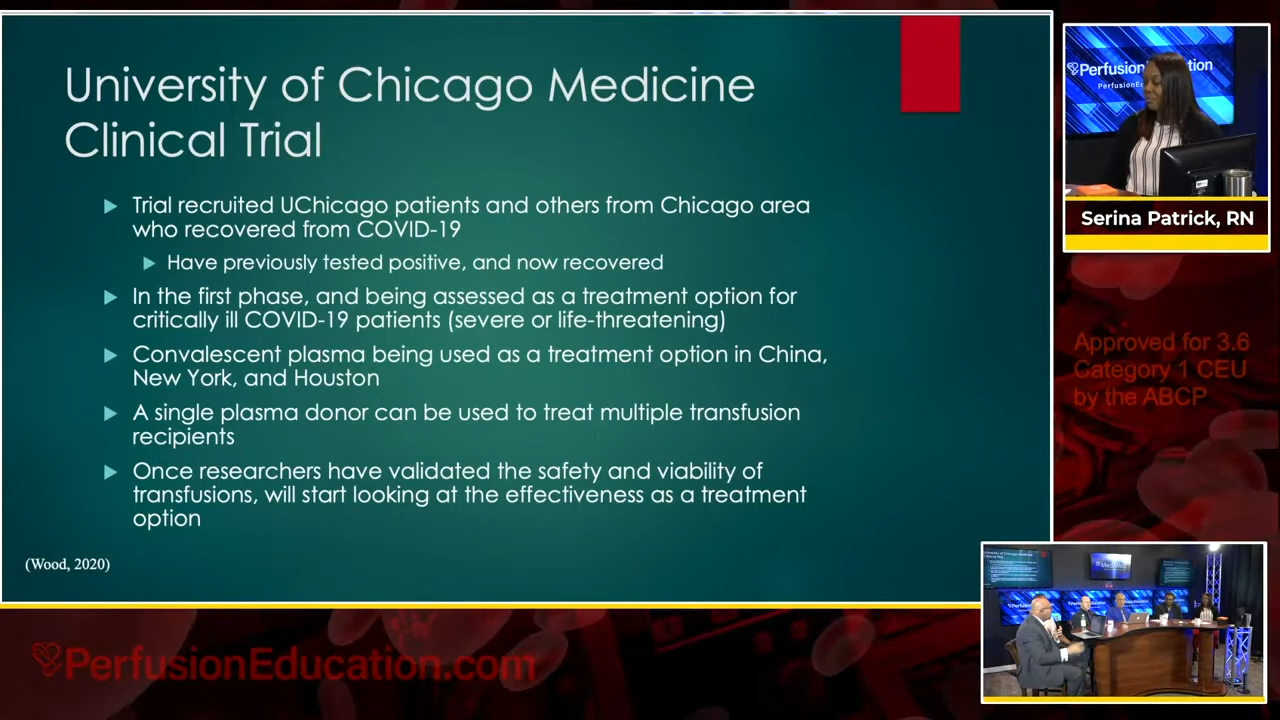 University of Chicago Medicine
Clinical Trial
Trial recruited UChicago patients and others from Chicago area
who recovered from COVID-19
Have previously tested positive, and now recovered
In the first phase, and being assessed as a treatment option for
critically ill COVID-19 patients (severe or life-threatening)
Convalescent plasma being used as a treatment option in China,
New York, and Houston
A single plasma donor can be used to treat multiple transfusion
recipients
Once researchers have validated the safety and viability of
transfusions, will start looking at the effectiveness as a treatment
option
(Wood, 2020)
PerfusionEducation
Serina Patrick, RN
Approved for 3.6
Category 1 CEU
by the ABCP
PerfusionEducation.com